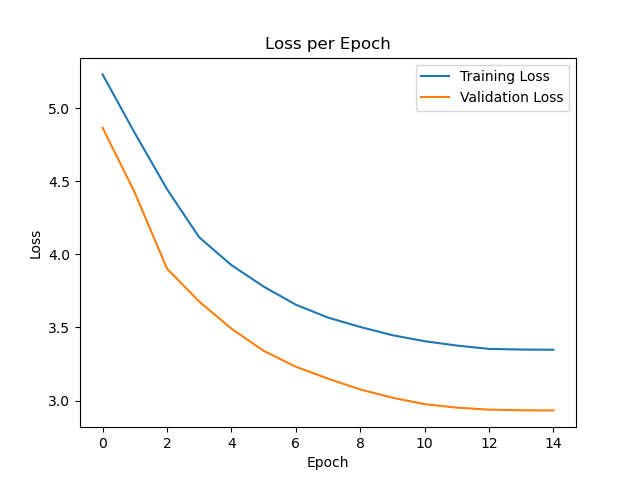 Loss per Epoch
Training Loss
Validation Loss
5.0
4.5
4.0
3.5
3.0
Loss
0 2 4 6 8 10 12 14
Epoch